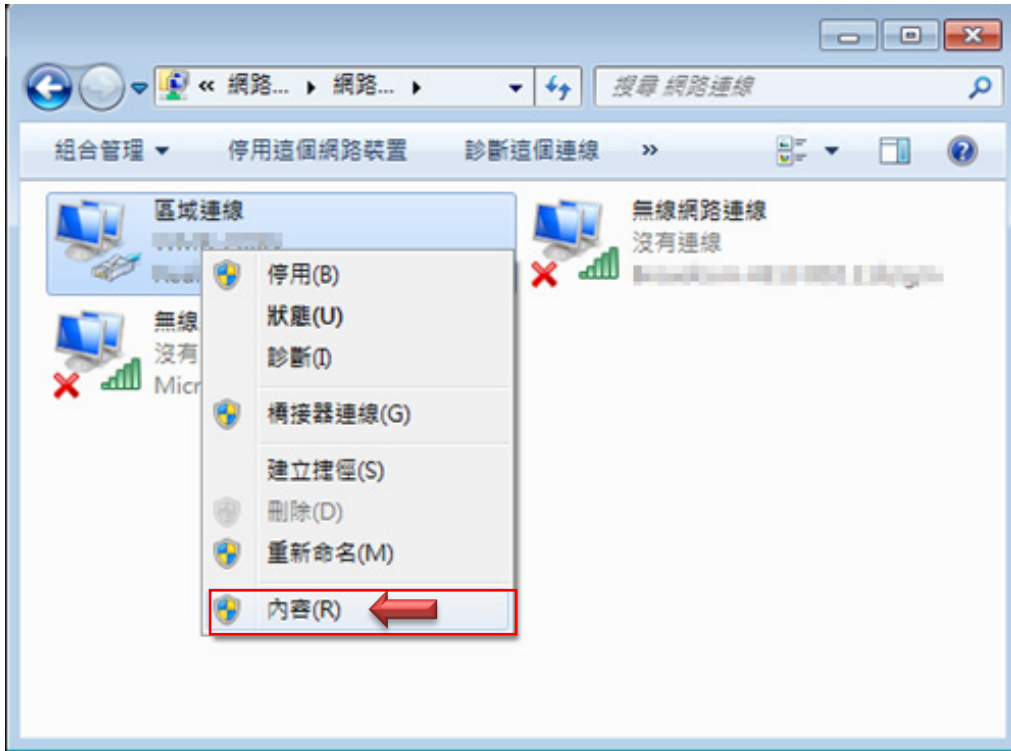 « 網路... ▸ 網路... ▸
搜尋 網路連線
組合管理 停用這個網路裝置 診斷這個連線 »
區域連線
無線網路連線
沒有連線
無線
沒有
Micr
停用(B)
狀態(U)
診斷(I)
橋接器連線(G)
建立捷徑(S)
刪除(D)
重新命名(M)
內容(R)